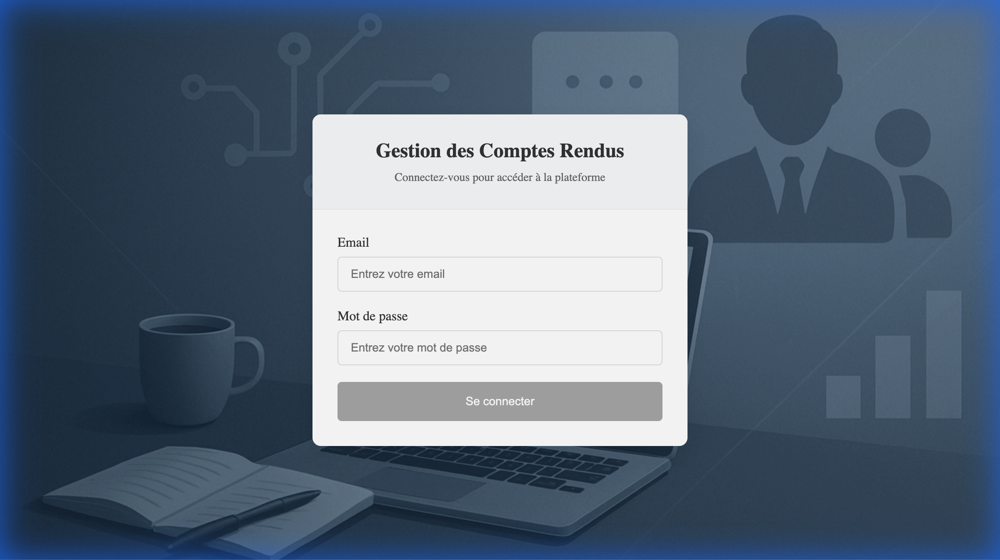 Gestion des Comptes Rendus
Connectez-vous pour accéder à la plateforme
Email
Entrez votre email
Mot de passe
Entrez votre mot de passe
Se connecter